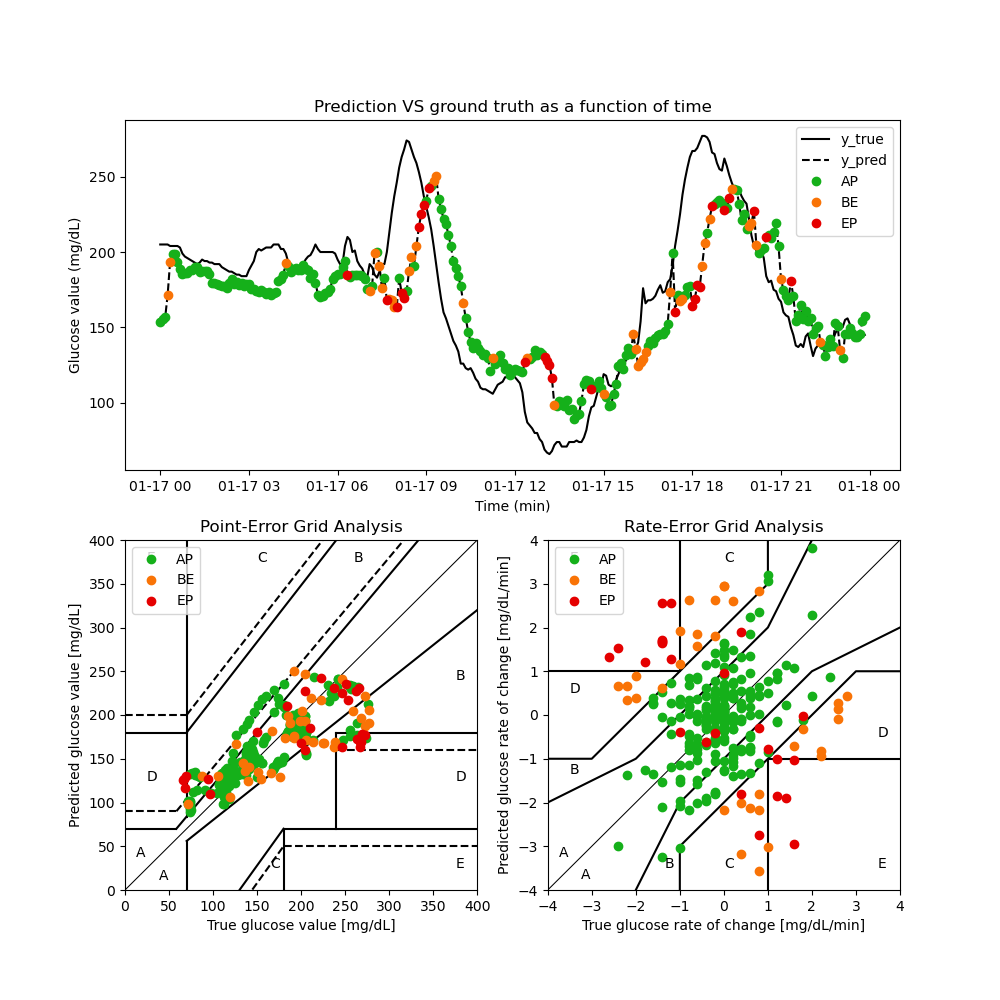 Prediction VS ground truth as a function of time
Glucose value (mg/dL)
250
200
150
100
y_true
y_pred
AP
BE
EP
01-17 00 01-17 03 01-17 06 01-17 09 01-17 12 01-17 15 01-17 18 01-17 21 01-18 00
Time (min)
Point-Error Grid Analysis
Predicted glucose value [mg/dL]
400
350
300
250
200
150
100
50
0
AP
BE
EP
C
B
B
D
D
A
A
C
E
0 50 100 150 200 250 300 350 400
True glucose value [mg/dL]
Rate-Error Grid Analysis
Predicted glucose rate of change [mg/dL/min]
4
3
2
1
0
−1
−2
−3
−4
AP
BE
EP
C
D
D
B
A
A
B
C
E
−4 −3 −2 −1 0 1 2 3 4
True glucose rate of change [mg/dL/min]